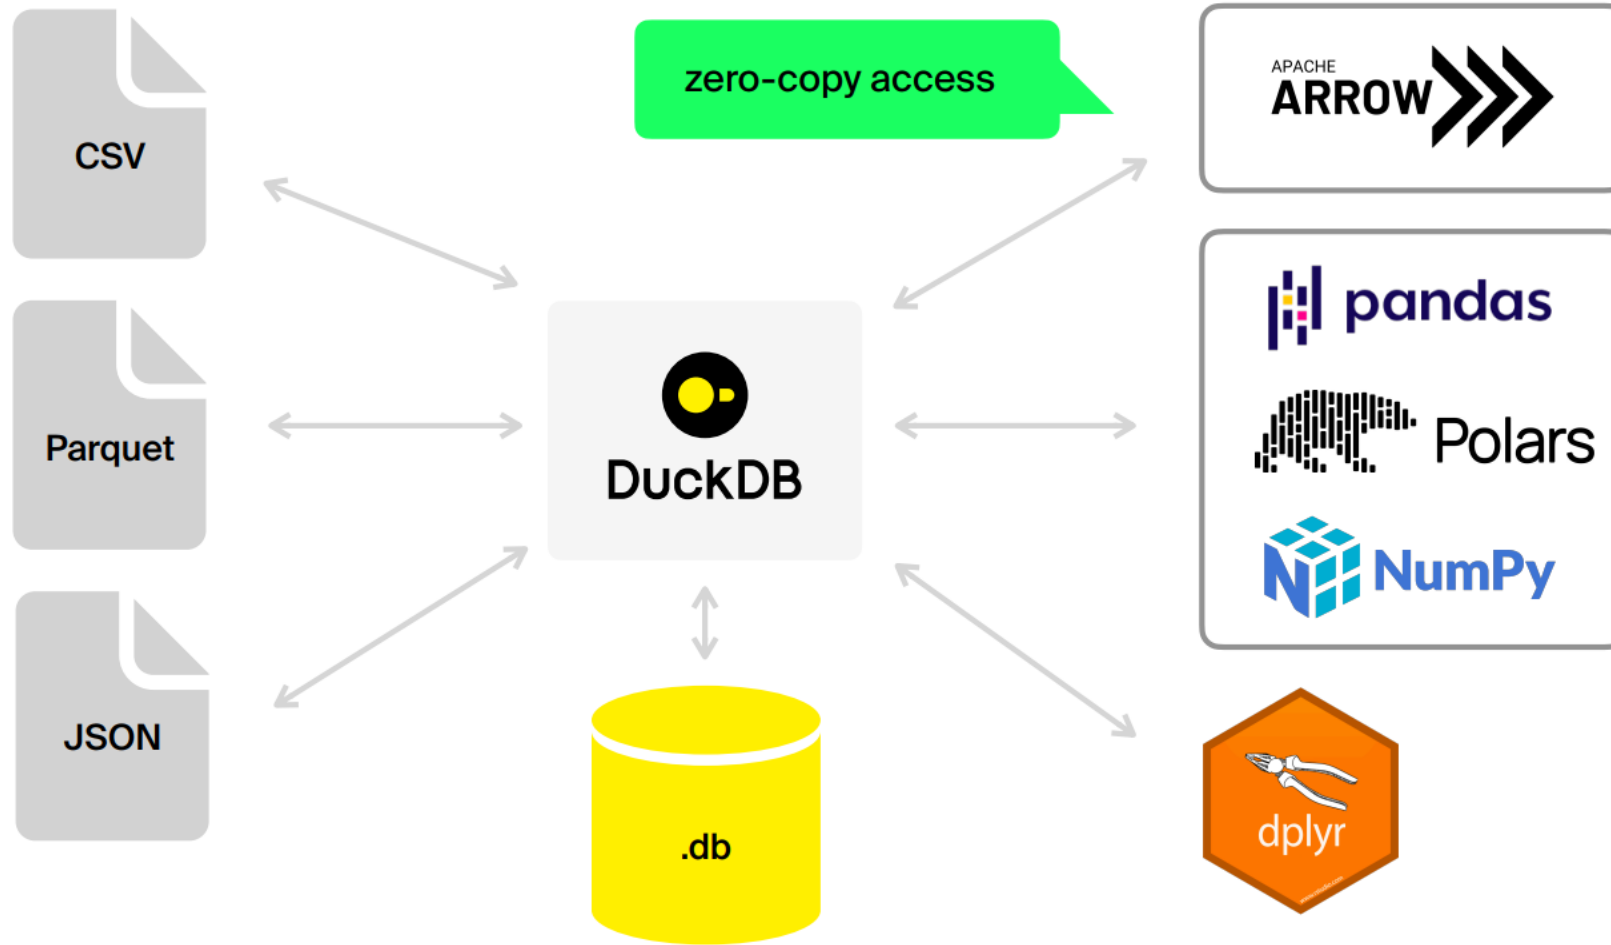 CSV
zero-copy access
APACHE
ARROW
pandas
Parquet
DuckDB
Polars
NumPy
JSON
.db
dplyr